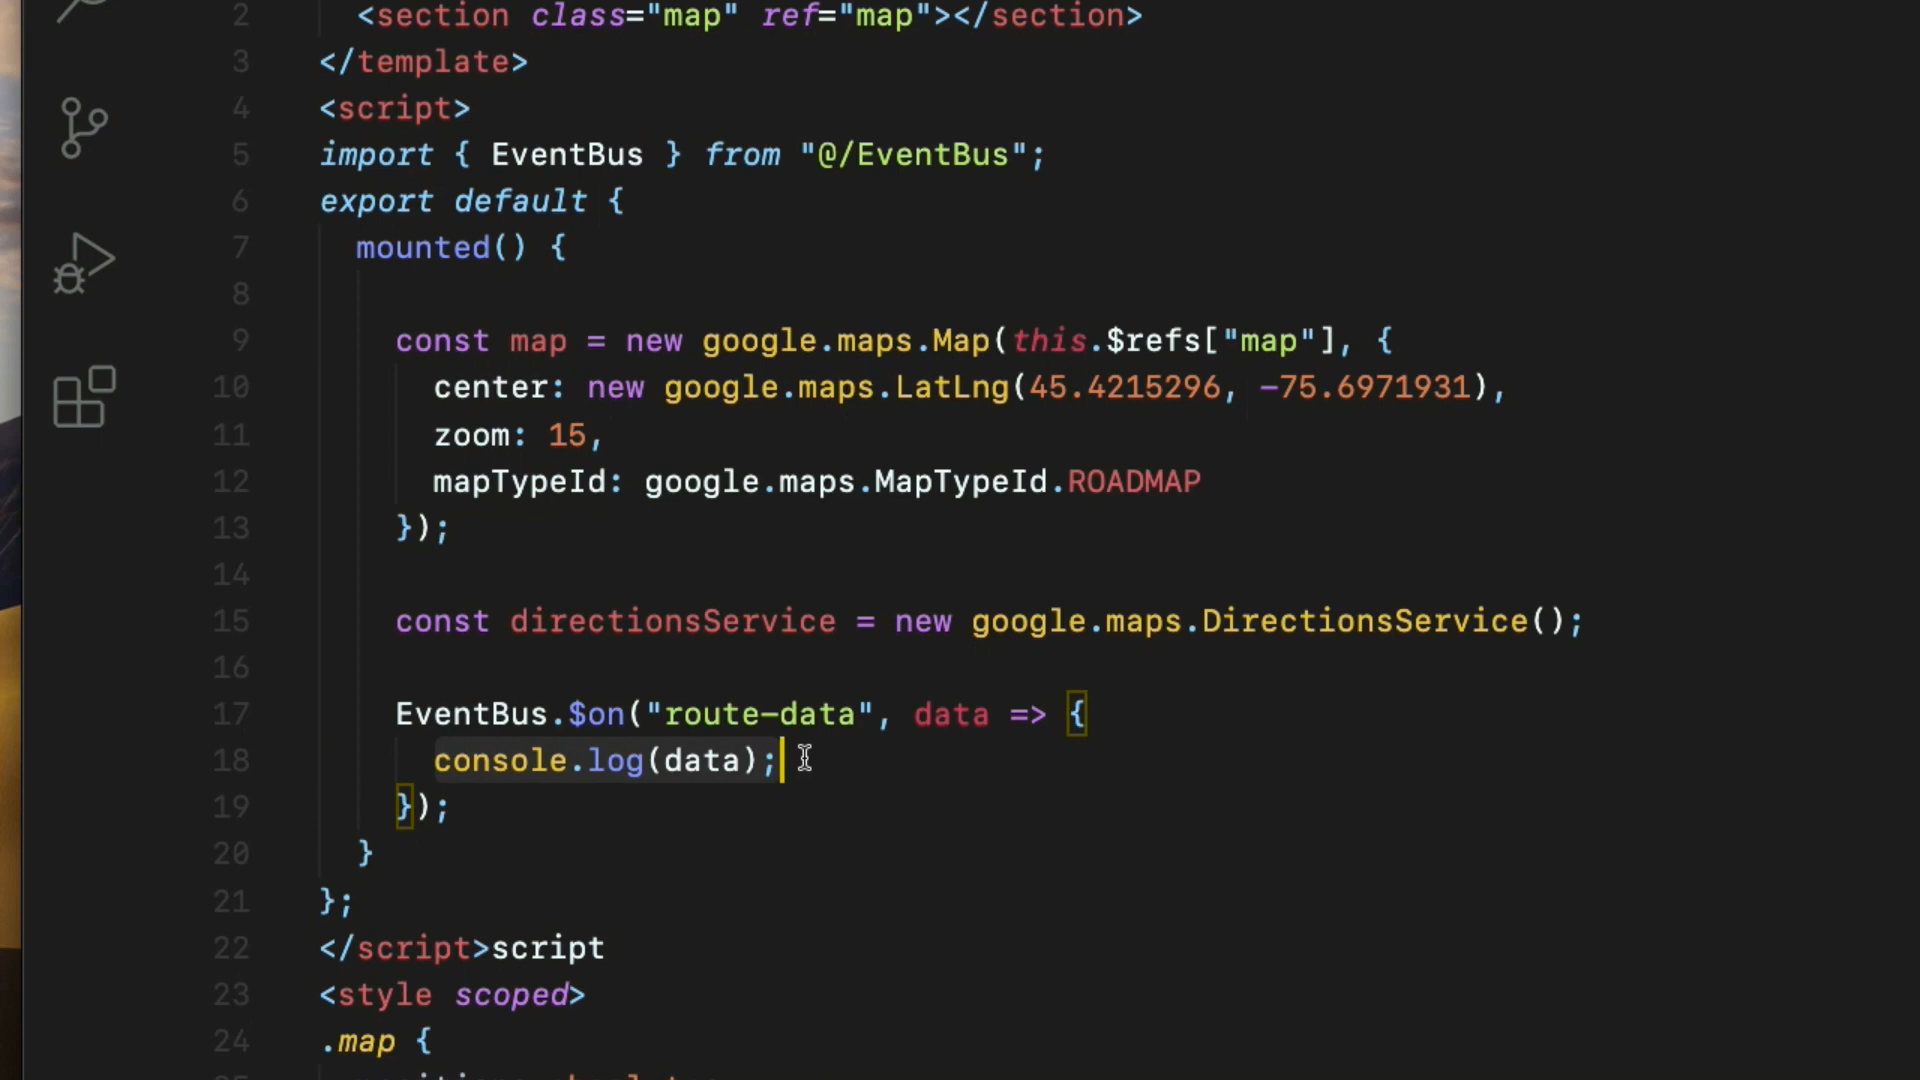 2 <section class="map" ref="map"></section>
3 </template>
4 <script>
5 import { EventBus } from "@/EventBus";
6 export default {
7 mounted() {
8
9 const map = new google.maps.Map(this.$refs["map"], {
10 center: new google.maps.LatLng(45.4215296, -75.6971931),
11 zoom: 15,
12 mapTypeId: google.maps.MapTypeId.ROADMAP
13 });
14
15 const directionsService = new google.maps.DirectionsService();
16
17 EventBus.$on("route-data", data => {
18 console.log(data);
19 });
20 }
21 };
22 </script>script
23 <style scoped>
24 .map {